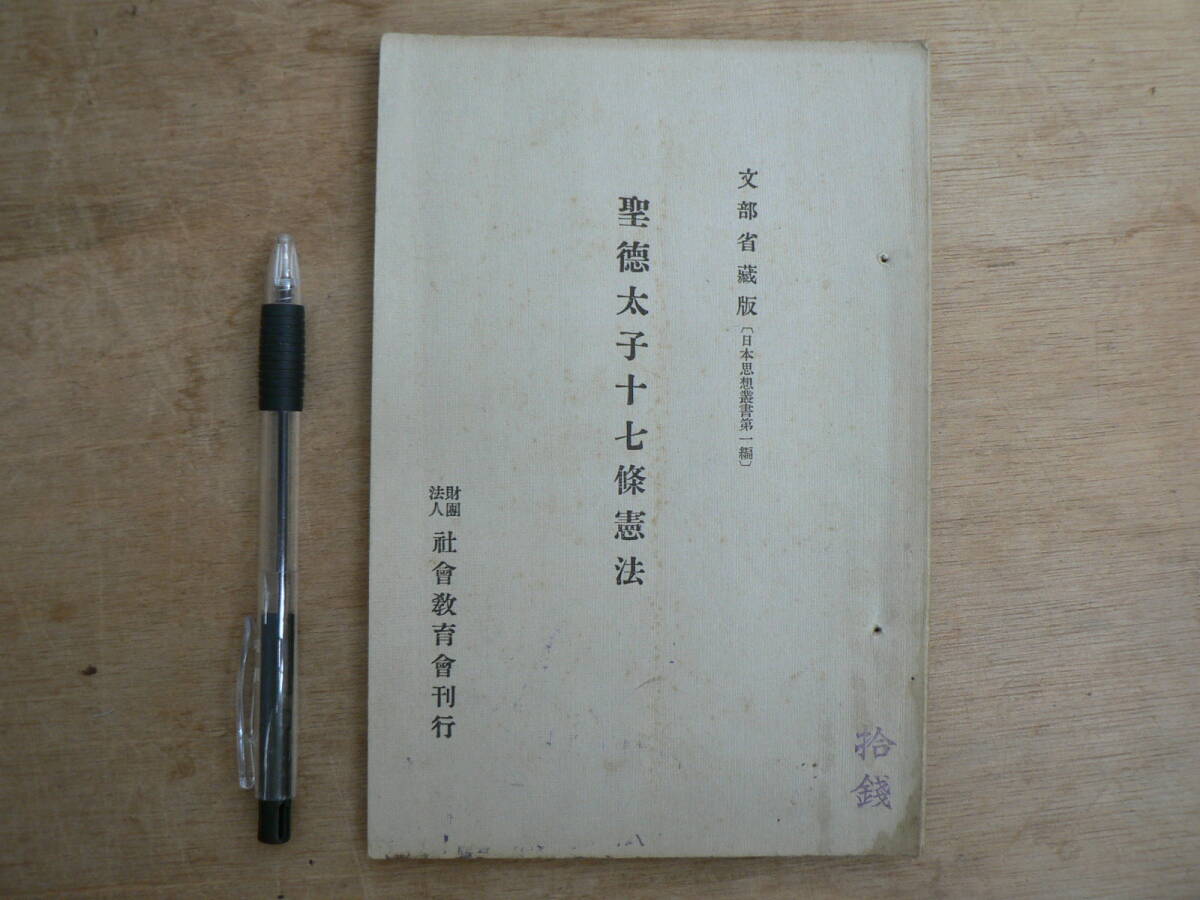 文部省藏版〔日本思想叢書第一編〕
聖德太子十七條憲法
財團法人 社會敎育會刊行
拾錢